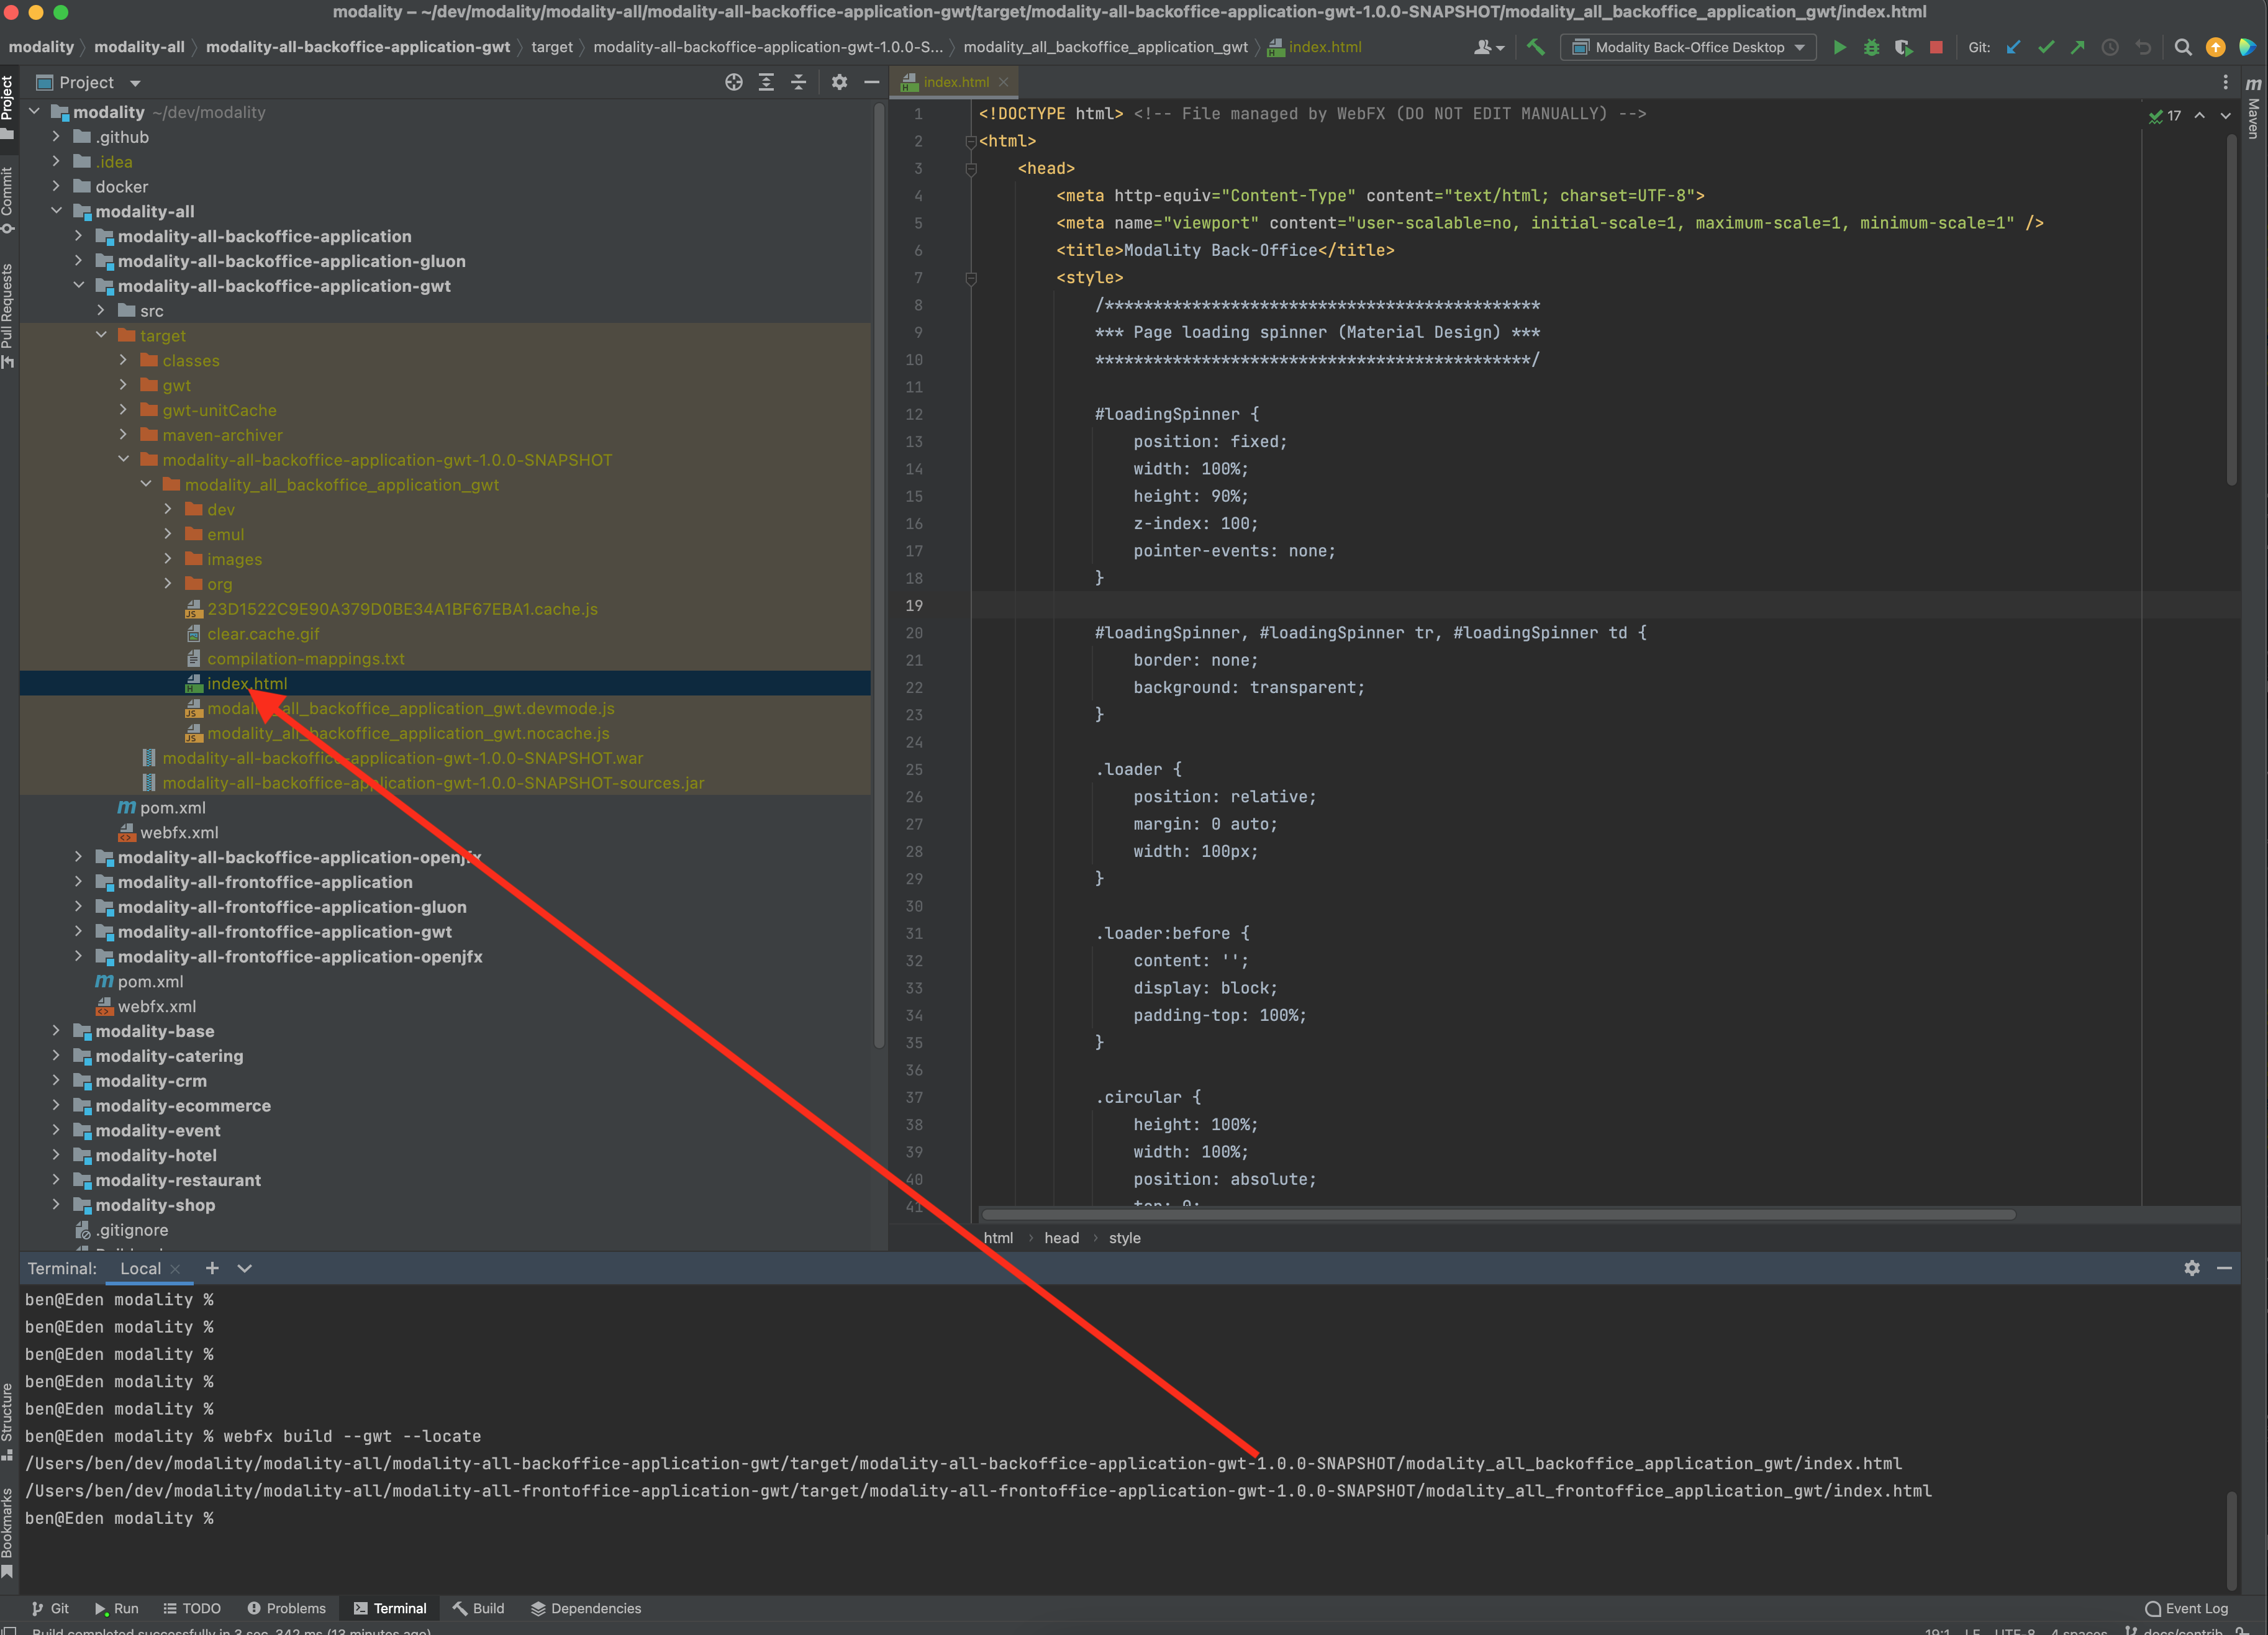 modality – ~/dev/modality/modality-all/modality-all-backoffice-application-gwt/target/modality-all-backoffice-application-gwt-1.0.0-SNAPSHOT/modality_all_backoffice_application_gwt/index.html
modality modality-all modality-all-backoffice-application-gwt target modality-all-backoffice-application-gwt-1.0.0-S... modality_all_backoffice_application_gwt index.html
Modality Back-Office Desktop
Git:
Project
Commit
Pull Requests
Structure
Bookmarks
Project
modality ~/dev/modality
.github
.idea
docker
modality-all
modality-all-backoffice-application
modality-all-backoffice-application-gluon
modality-all-backoffice-application-gwt
src
target
classes
gwt
gwt-unitCache
maven-archiver
modality-all-backoffice-application-gwt-1.0.0-SNAPSHOT
modality_all_backoffice_application_gwt
dev
emul
images
org
23D1522C9E90A379D0BE34A1BF67EBA1.cache.js
clear.cache.gif
compilation-mappings.txt
index.html
modality_all_backoffice_application_gwt.devmode.js
modality_all_backoffice_application_gwt.nocache.js
modality-all-backoffice-application-gwt-1.0.0-SNAPSHOT.war
modality-all-backoffice-application-gwt-1.0.0-SNAPSHOT-sources.jar
pom.xml
webfx.xml
modality-all-backoffice-application-openjfx
modality-all-frontoffice-application
modality-all-frontoffice-application-gluon
modality-all-frontoffice-application-gwt
modality-all-frontoffice-application-openjfx
pom.xml
webfx.xml
modality-base
modality-catering
modality-crm
modality-ecommerce
modality-event
modality-hotel
modality-restaurant
modality-shop
.gitignore
index.html
17
m Maven
1 <!DOCTYPE html> <!-- File managed by WebFX (DO NOT EDIT MANUALLY) -->
2 <html>
3 <head>
4 <meta http-equiv="Content-Type" content="text/html; charset=UTF-8">
5 <meta name="viewport" content="user-scalable=no, initial-scale=1, maximum-scale=1, minimum-scale=1" />
6 <title>Modality Back-Office</title>
7 <style>
8 /*********************************************
9 *** Page loading spinner (Material Design) ***
10 *********************************************/
11
12 #loadingSpinner {
13 position: fixed;
14 width: 100%;
15 height: 90%;
16 z-index: 100;
17 pointer-events: none;
18 }
19
20 #loadingSpinner, #loadingSpinner tr, #loadingSpinner td {
21 border: none;
22 background: transparent;
23 }
24
25 .loader {
26 position: relative;
27 margin: 0 auto;
28 width: 100px;
29 }
30
31 .loader:before {
32 content: '';
33 display: block;
34 padding-top: 100%;
35 }
36
37 .circular {
38 height: 100%;
39 width: 100%;
40 position: absolute;
41 top: 0;
html head style
Terminal: Local
ben@Eden modality %
ben@Eden modality %
ben@Eden modality %
ben@Eden modality %
ben@Eden modality %
ben@Eden modality % webfx build --gwt --locate
/Users/ben/dev/modality/modality-all/modality-all-backoffice-application-gwt/target/modality-all-backoffice-application-gwt-1.0.0-SNAPSHOT/modality_all_backoffice_application_gwt/index.html
/Users/ben/dev/modality/modality-all/modality-all-frontoffice-application-gwt/target/modality-all-frontoffice-application-gwt-1.0.0-SNAPSHOT/modality_all_frontoffice_application_gwt/index.html
ben@Eden modality %
Git Run TODO Problems Terminal Build Dependencies Event Log
Build completed successfully in 3 sec, 342 ms (13 minutes ago) 19:1 LF UTF-8 4 spaces docs/contrib